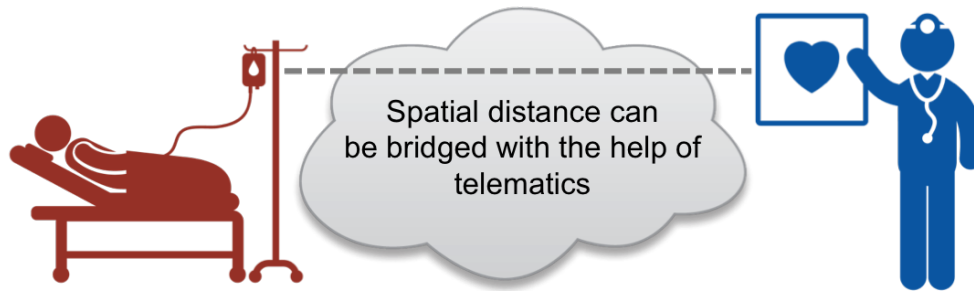 Spatial distance can
be bridged with the help of
telematics